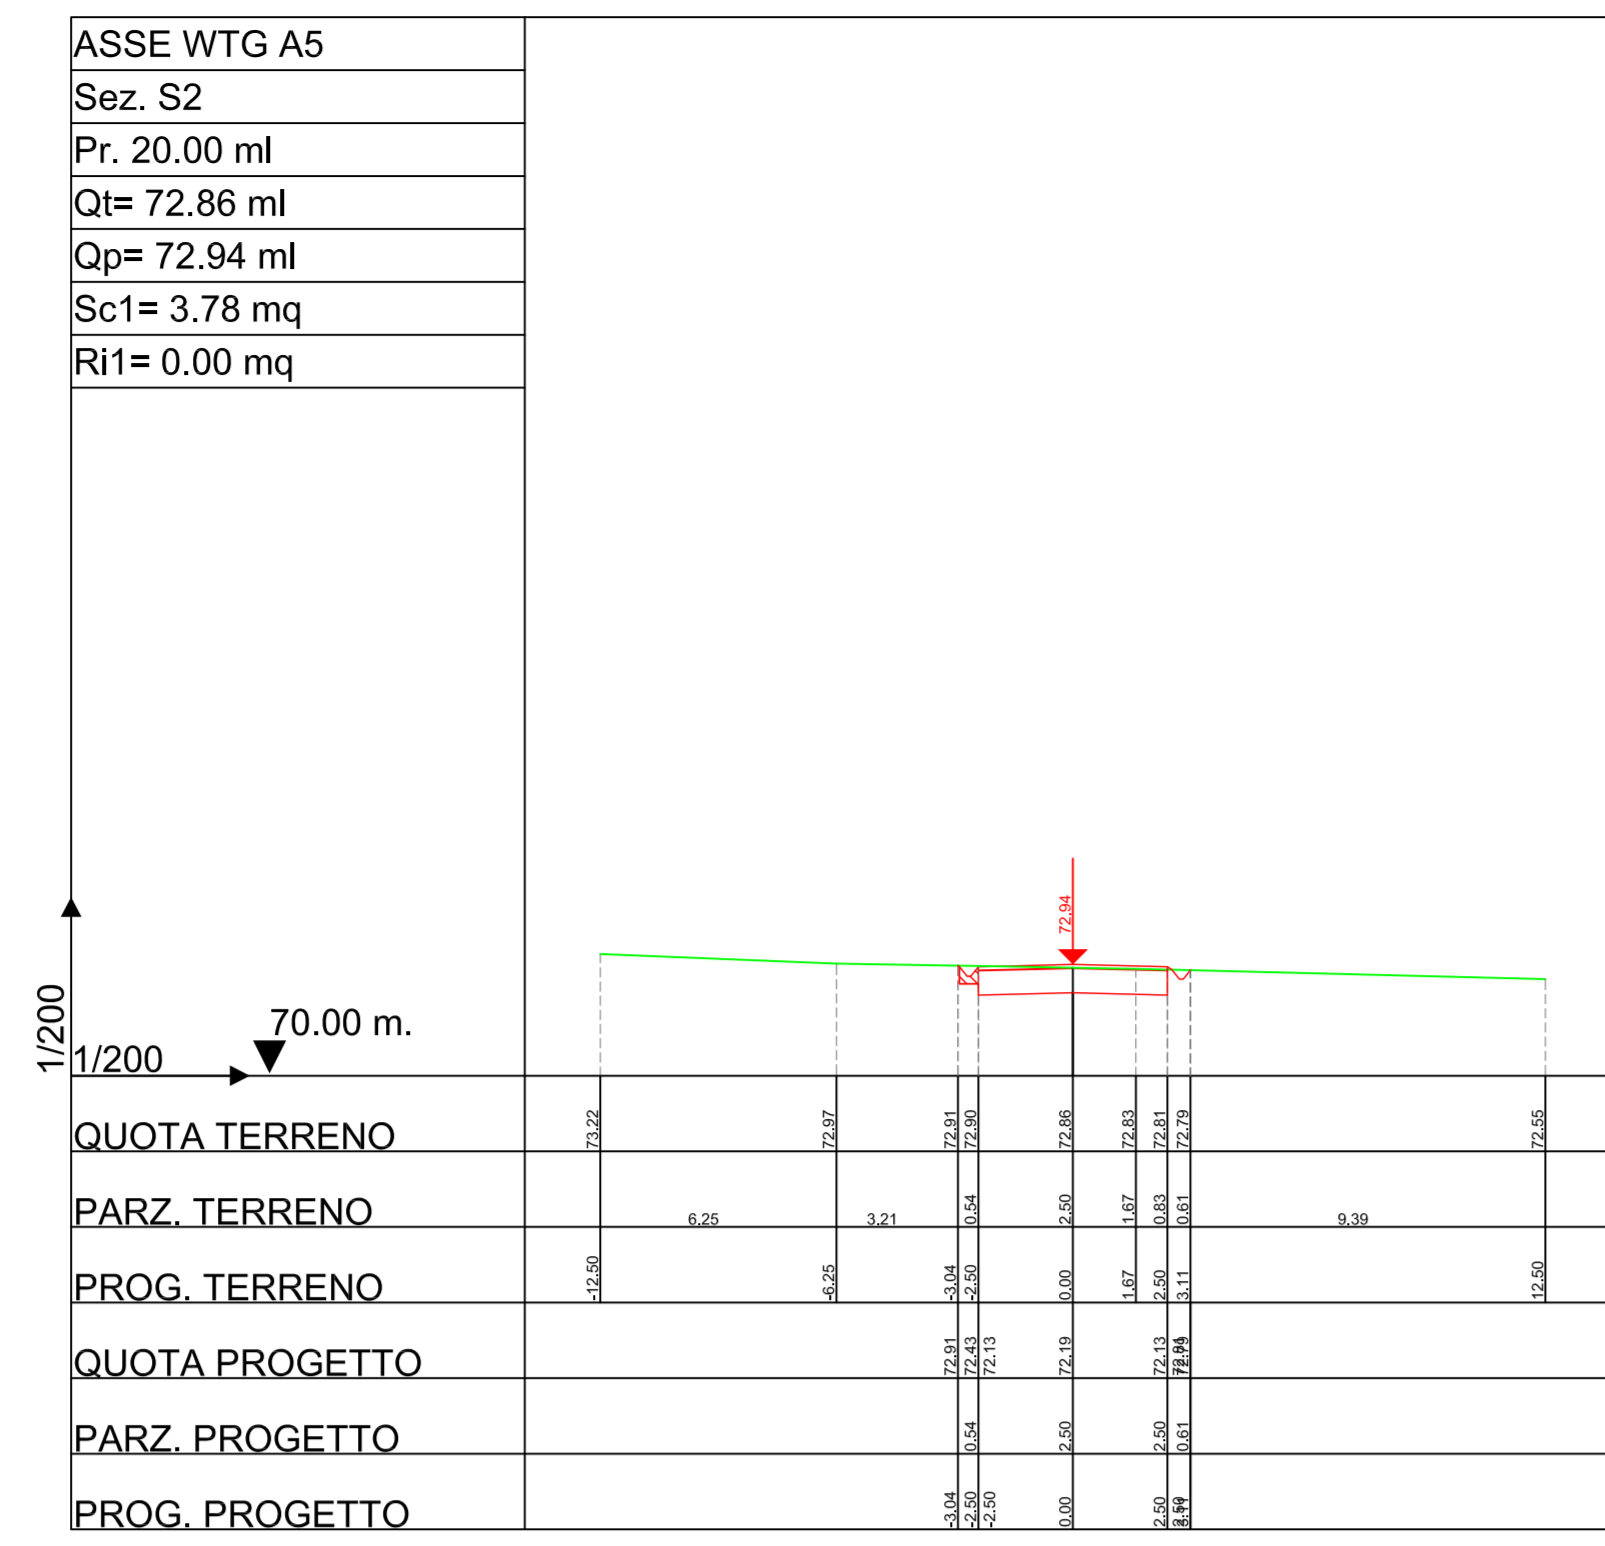 ASSE WTG A5
Sez. S2
Pr. 20.00 ml
Qt= 72.86 ml
Qp= 72.94 ml
Sc1= 3.78 mq
Ri1= 0.00 mq
72.94
1/200
70.00 m.
1/200
QUOTA TERRENO 73.22 72.97 72.91 72.90 72.86 72.83 72.81 72.79 72.55
PARZ. TERRENO 6.25 3.21 0.54 2.50 1.67 0.83 0.61 9.39
PROG. TERRENO -12.50 -6.25 -3.04 -2.50 0.00 1.67 2.50 3.11 12.50
QUOTA PROGETTO 72.91 72.43 72.13 72.19 72.13 72.79
PARZ. PROGETTO 0.54 2.50 2.50 0.61
PROG. PROGETTO -3.04 -2.50 -2.50 0.00 2.50 2.50 3.11